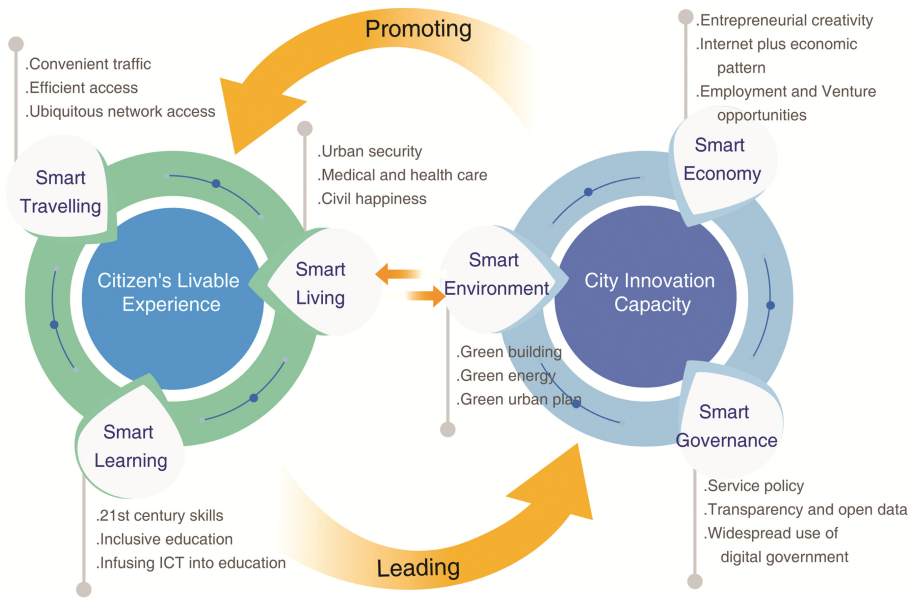 Promoting
.Convenient traffic
.Efficient access
.Ubiquitous network access
Smart
Travelling
.Urban security
.Medical and health care
.Civil happiness
Smart
Living
Citizen's Livable
Experience
Smart
Learning
.21st century skills
.Inclusive education
.Infusing ICT into education
.Entrepreneurial creativity
.Internet plus economic
pattern
.Employment and Venture
opportunities
Smart
Economy
Smart
Environment
City Innovation
Capacity
.Green building
.Green energy
.Green urban plan
Smart
Governance
.Service policy
.Transparency and open data
.Widespread use of
digital government
Leading